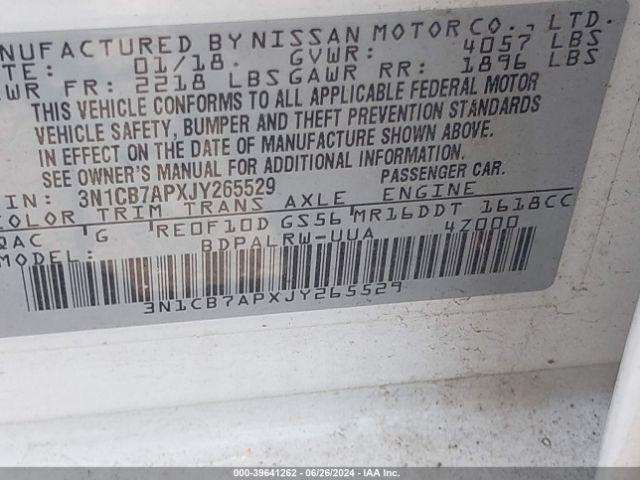 NUFACTURED BY NISSAN MOTOR CO., LTD.
TE: 01/18. GVWR: 4057 LBS
WR FR: 2218 LBS GAWR RR: 1896 LBS
THIS VEHICLE CONFORMS TO ALL APPLICABLE FEDERAL MOTOR
VEHICLE SAFETY, BUMPER AND THEFT PREVENTION STANDARDS
IN EFFECT ON THE DATE OF MANUFACTURE SHOWN ABOVE.
SEE OWNER'S MANUAL FOR ADDITIONAL INFORMATION.
PASSENGER CAR.
IN: 3N1CB7APXJY265529
COLOR TRIM TRANS AXLE ENGINE
QAC G RE0F10D GS56 MR16DDT 1618CC
MODEL: BDPALRW-UUA 47000
3N1CB7APXJY265529
000-39641262 - 06/26/2024 - IAA Inc.